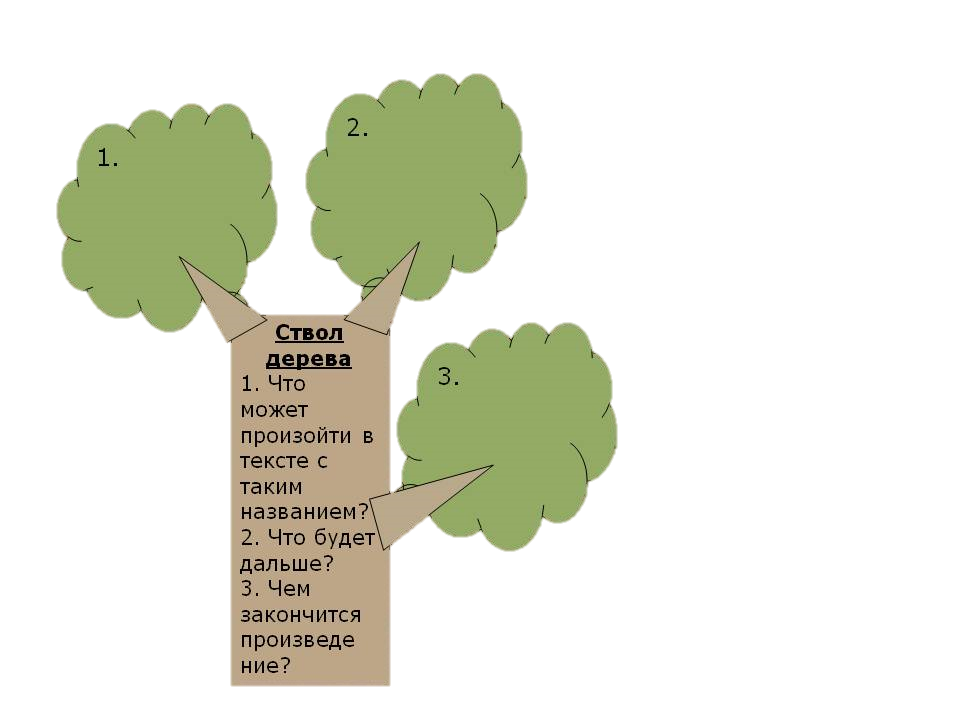 1.
2.
3.
Ствол
дерева
1. Что
может
произойти в
тексте с
таким
названием?
2. Что будет
дальше?
3. Чем
закончится
произведе
ние?